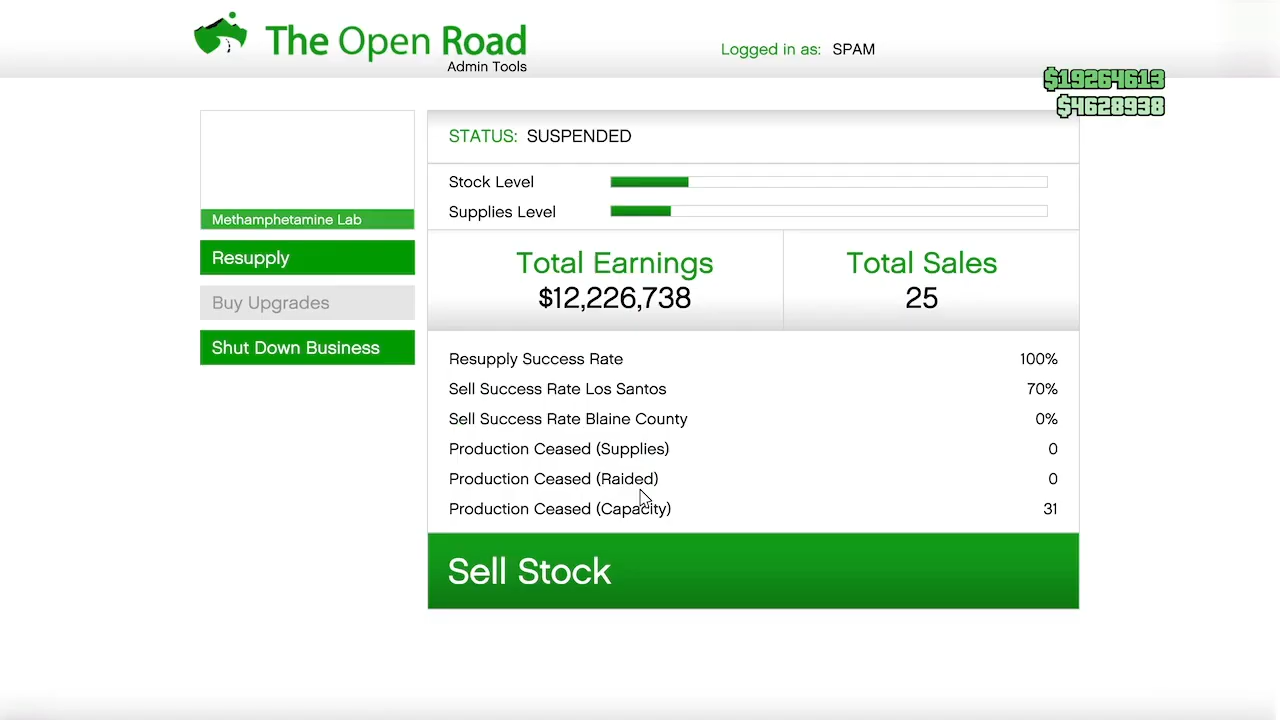 The Open Road
Admin Tools
Logged in as: SPAM
$19264613
$4628938
Methamphetamine Lab
Resupply
Buy Upgrades
Shut Down Business
STATUS: SUSPENDED
Stock Level
Supplies Level
Total Earnings
$12,226,738
Total Sales
25
Resupply Success Rate 100%
Sell Success Rate Los Santos 70%
Sell Success Rate Blaine County 0%
Production Ceased (Supplies) 0
Production Ceased (Raided) 0
Production Ceased (Capacity) 31
Sell Stock